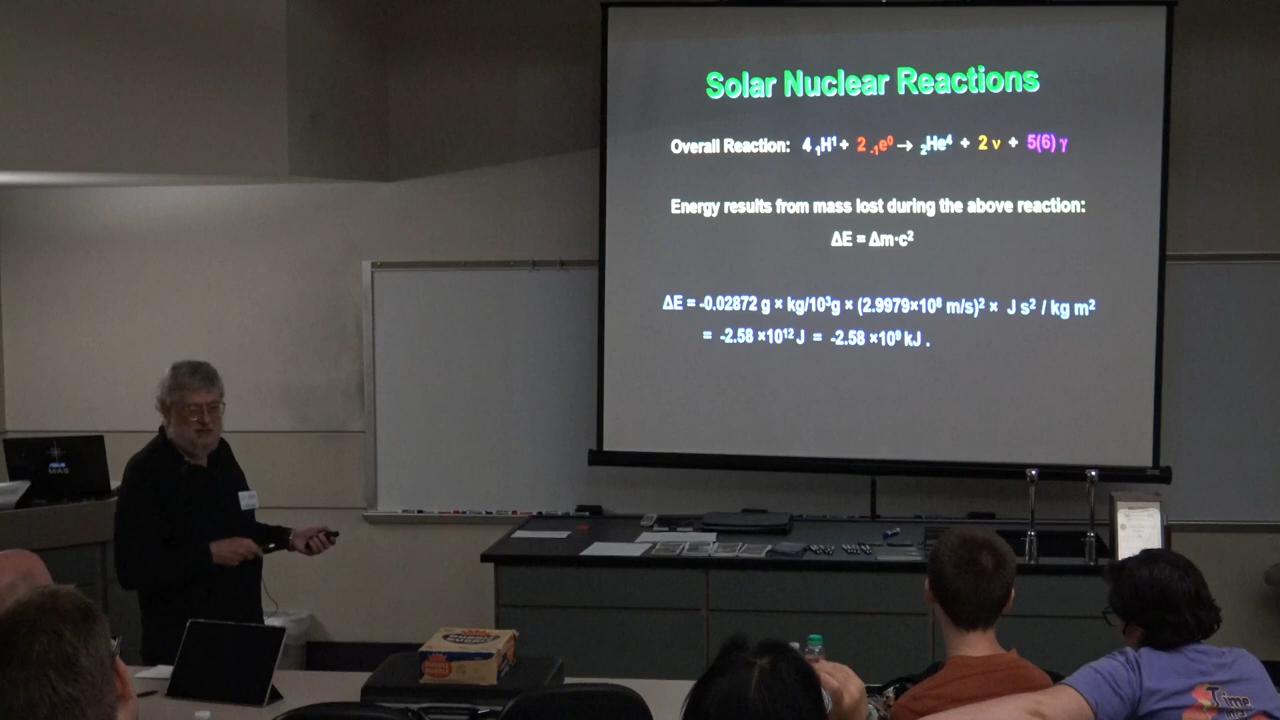 Solar Nuclear Reactions
Overall Reaction: 4 ₁H¹ + 2 ₋₁e⁰ → ₂He⁴ + 2 ν + 5(6) γ
Energy results from mass lost during the above reaction:
ΔE = Δm·c²
ΔE = -0.02872 g × kg/10³g × (2.9979×10⁸ m/s)² × J s² / kg m²
= -2.58 ×10¹² J = -2.58 ×10⁹ kJ .
ASUS
Time